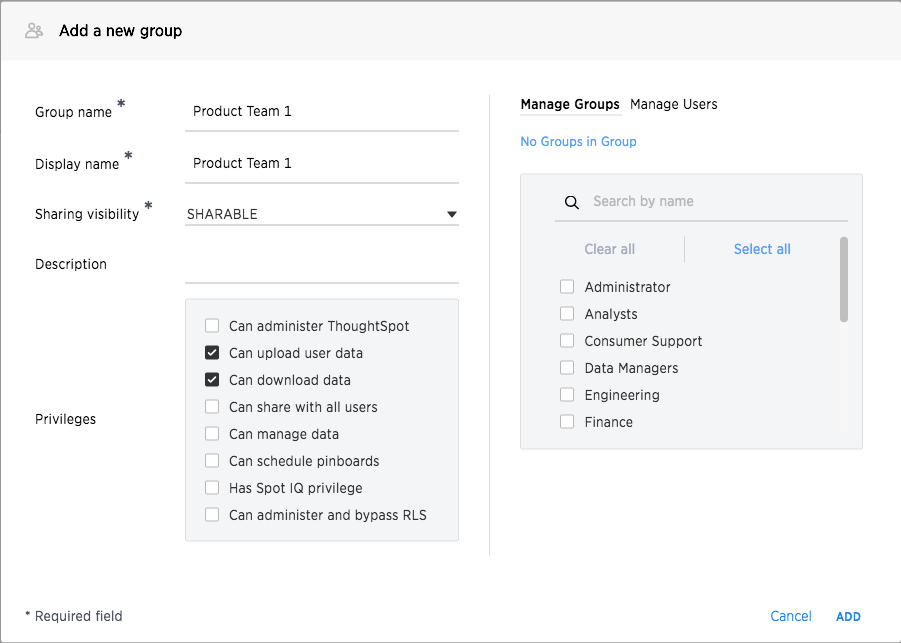 Add a new group
Group name *
Product Team 1
Display name *
Product Team 1
Sharing visibility *
SHARABLE
Description
Privileges
Can administer ThoughtSpot
Can upload user data
Can download data
Can share with all users
Can manage data
Can schedule pinboards
Has Spot IQ privilege
Can administer and bypass RLS
Manage Groups Manage Users
No Groups in Group
Search by name
Clear all Select all
Administrator
Analysts
Consumer Support
Data Managers
Engineering
Finance
* Required field
Cancel ADD